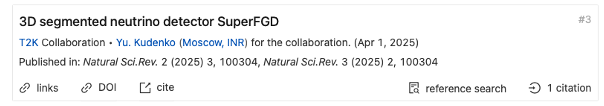 3D segmented neutrino detector SuperFGD #3
T2K Collaboration • Yu. Kudenko (Moscow, INR) for the collaboration. (Apr 1, 2025)
Published in: Natural Sci.Rev. 2 (2025) 3, 100304, Natural Sci.Rev. 3 (2025) 2, 100304
links DOI cite reference search 1 citation